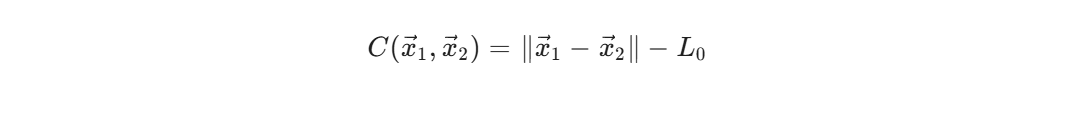 C(x⃗₁, x⃗₂) = ‖x⃗₁ − x⃗₂‖ − L₀